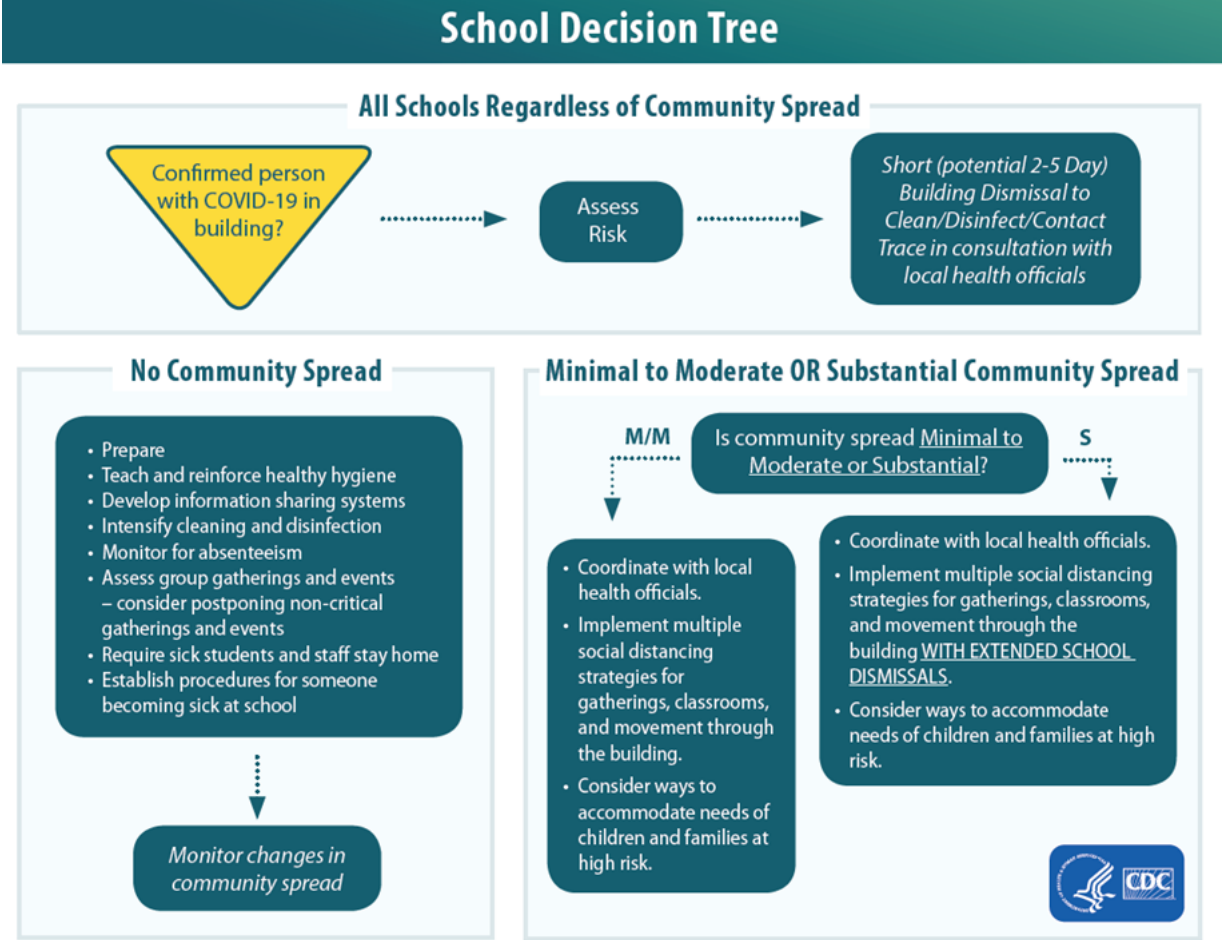 School Decision Tree
All Schools Regardless of Community Spread
Confirmed person
with COVID-19 in
building?
Assess
Risk
Short (potential 2-5 Day)
Building Dismissal to
Clean/Disinfect/Contact
Trace in consultation with
local health officials
No Community Spread
• Prepare
• Teach and reinforce healthy hygiene
• Develop information sharing systems
• Intensify cleaning and disinfection
• Monitor for absenteeism
• Assess group gatherings and events
– consider postponing non-critical
gatherings and events
• Require sick students and staff stay home
• Establish procedures for someone
becoming sick at school
Monitor changes in
community spread
Minimal to Moderate OR Substantial Community Spread
Is community spread Minimal to
Moderate or Substantial?
M/M
• Coordinate with local
health officials.
• Implement multiple
social distancing
strategies for
gatherings, classrooms,
and movement through
the building.
• Consider ways to
accommodate needs of
children and families at
high risk.
S
• Coordinate with local health officials.
• Implement multiple social distancing
strategies for gatherings, classrooms,
and movement through the
building WITH EXTENDED SCHOOL
DISMISSALS.
• Consider ways to accommodate
needs of children and families at high
risk.
CDC